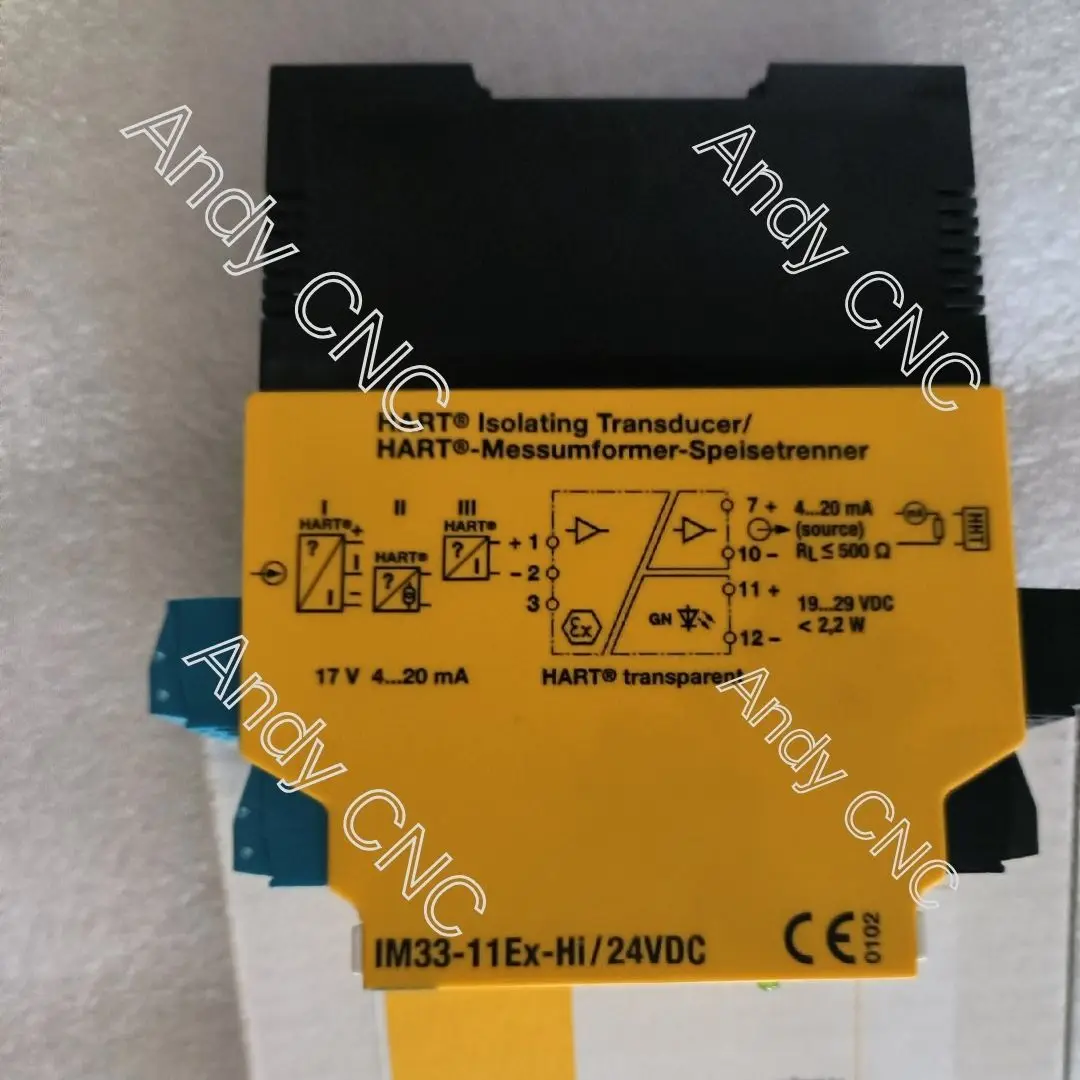 Andy CNC
Andy CNC
HART® Isolating Transducer/
HART®-Messumformer-Speisetrenner
I II III
HART® HART®
HART®
? ? ?
+ 1
- 2
3
I I I
7 + 4...20 mA
(source)
10 - RL ≤ 500 Ω
mA
HHT
11 +
19...29 VDC
12 - < 2,2 W
GN
Ex
17 V 4...20 mA
HART® transparent
Andy CNC
Andy CNC
IM33-11Ex-Hi/24VDC
CE 0102